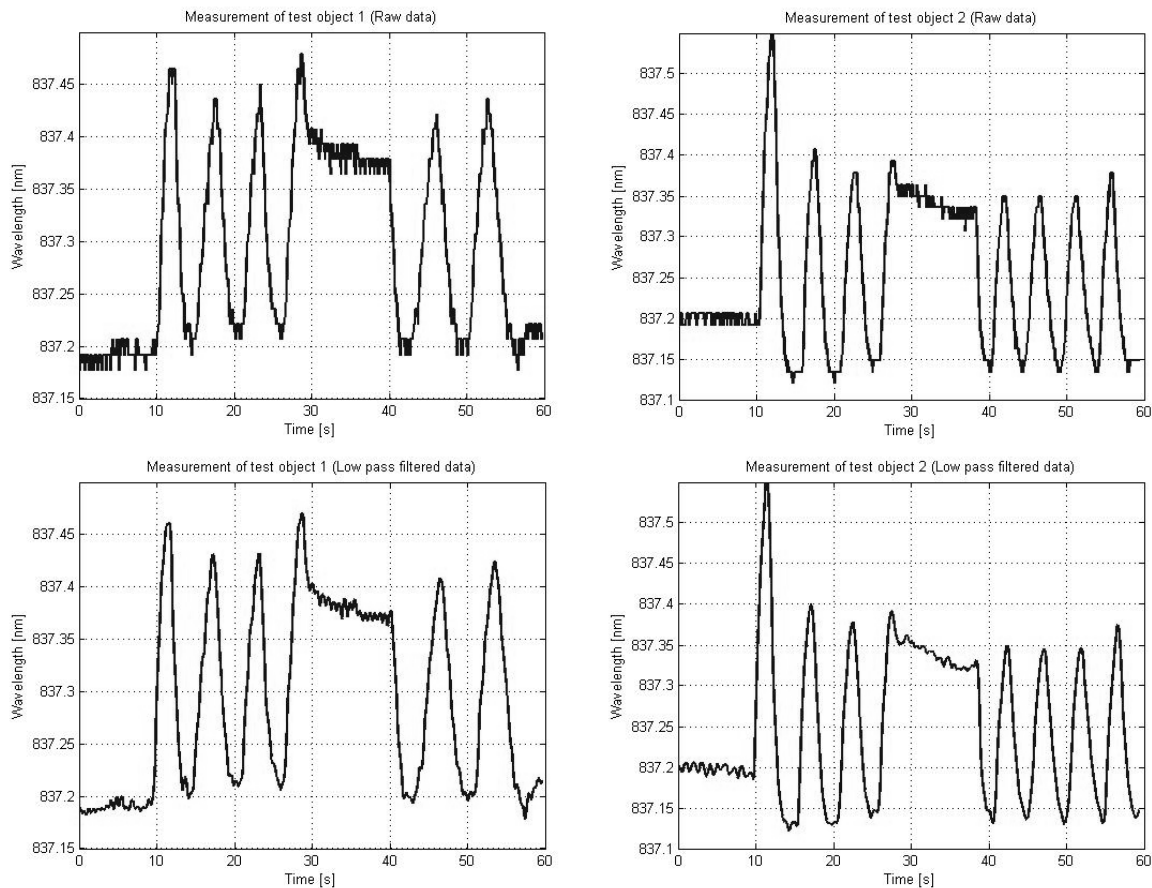 Measurement of test object 1 (Raw data)
Wavelength [nm]
837.45
837.4
837.35
837.3
837.25
837.2
837.15
0 10 20 30 40 50 60
Time [s]
Measurement of test object 2 (Raw data)
Wavelength [nm]
837.5
837.45
837.4
837.35
837.3
837.25
837.2
837.15
837.1
0 10 20 30 40 50 60
Time [s]
Measurement of test object 1 (Low pass filtered data)
Wavelength [nm]
837.45
837.4
837.35
837.3
837.25
837.2
837.15
0 10 20 30 40 50 60
Time [s]
Measurement of test object 2 (Low pass filtered data)
Wavelength [nm]
837.5
837.45
837.4
837.35
837.3
837.25
837.2
837.15
837.1
0 10 20 30 40 50 60
Time [s]